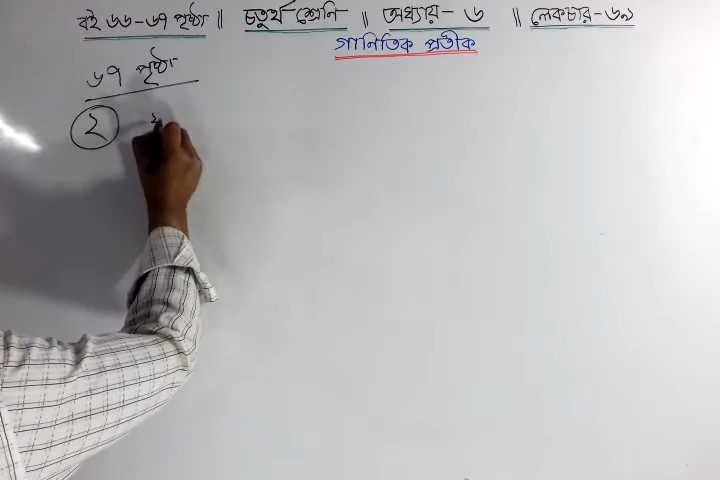 বই ৬৬-৬৭ পৃষ্ঠা || চতুর্থ শ্রেনি || অধ্যায়- ৬ || লেকচার-৬৯
গানিতিক প্রতীক
৬৭ পৃষ্ঠা
২